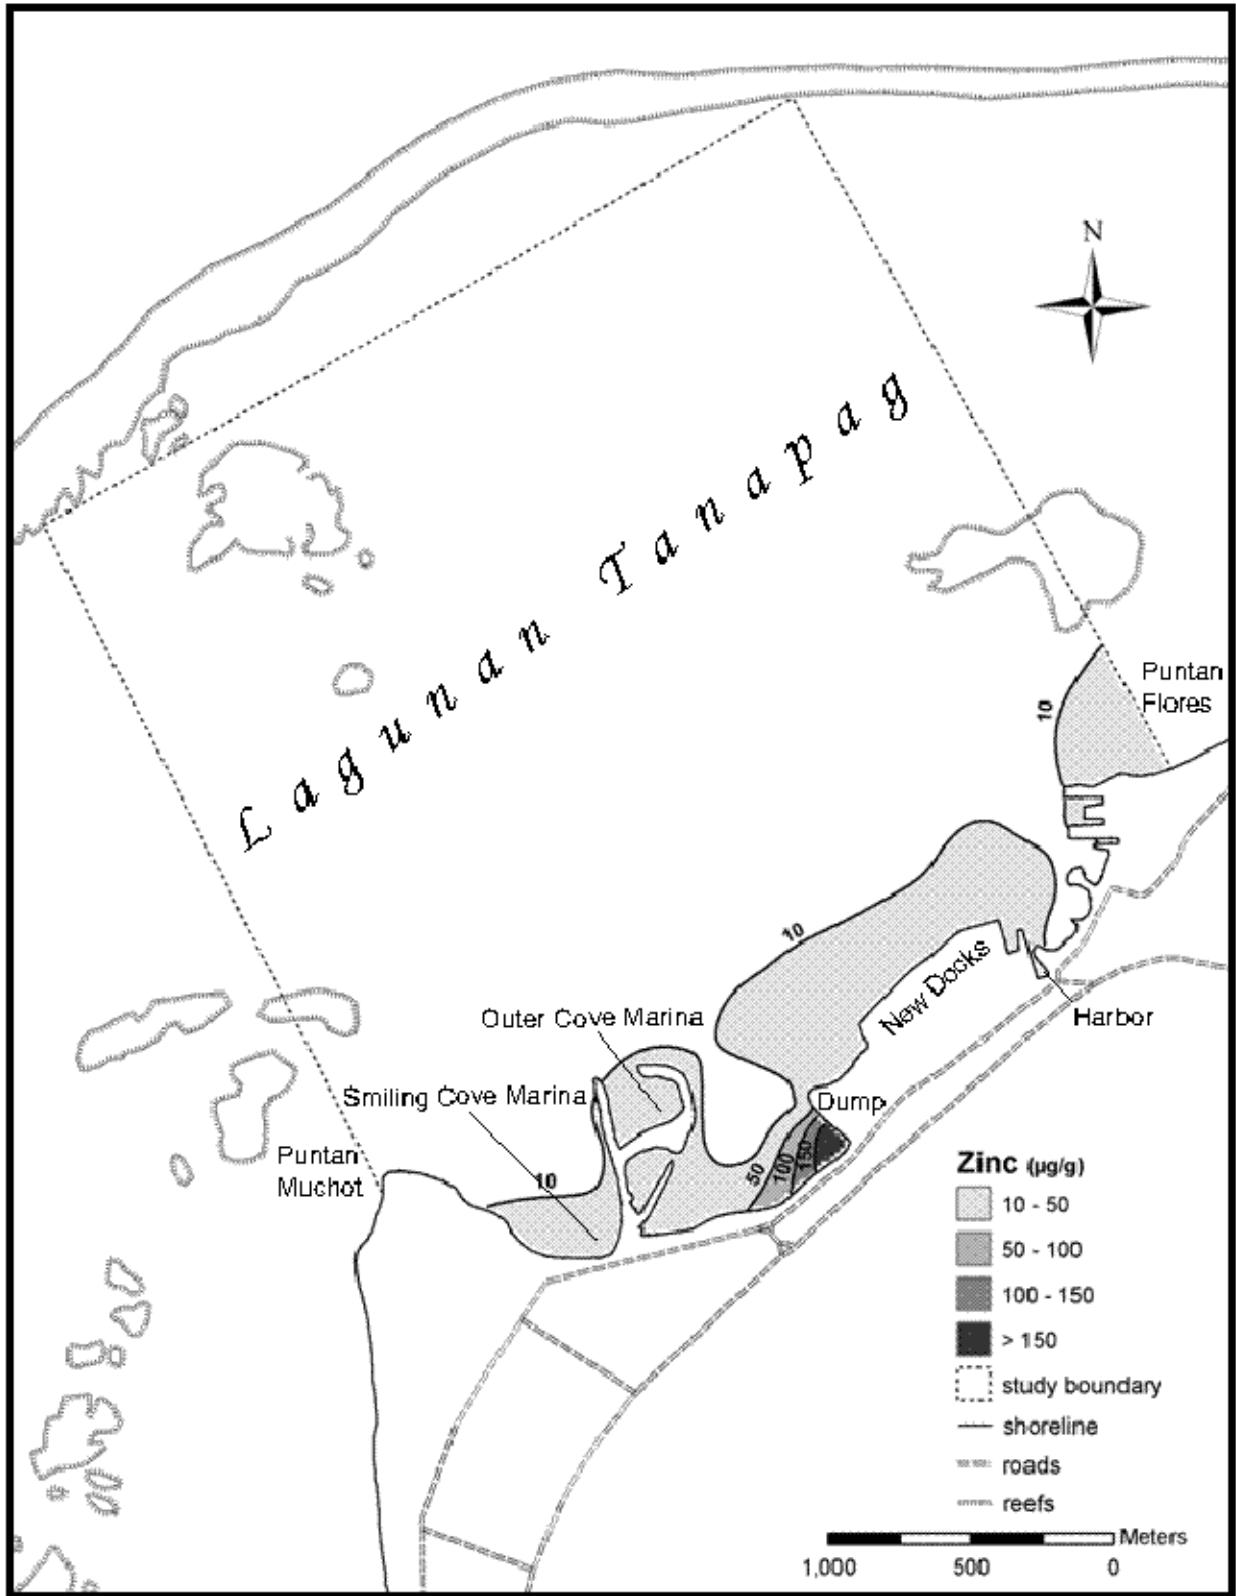 N
Lagunan Tanapag
Puntan
Flores
10
10
New Docks
Harbor
Outer Cove Marina
Smiling Cove Marina
Dump
Puntan
Muchot
10
50
100
150
Zinc (µg/g)
10 - 50
50 - 100
100 - 150
> 150
study boundary
shoreline
roads
reefs
Meters
1,000 500 0